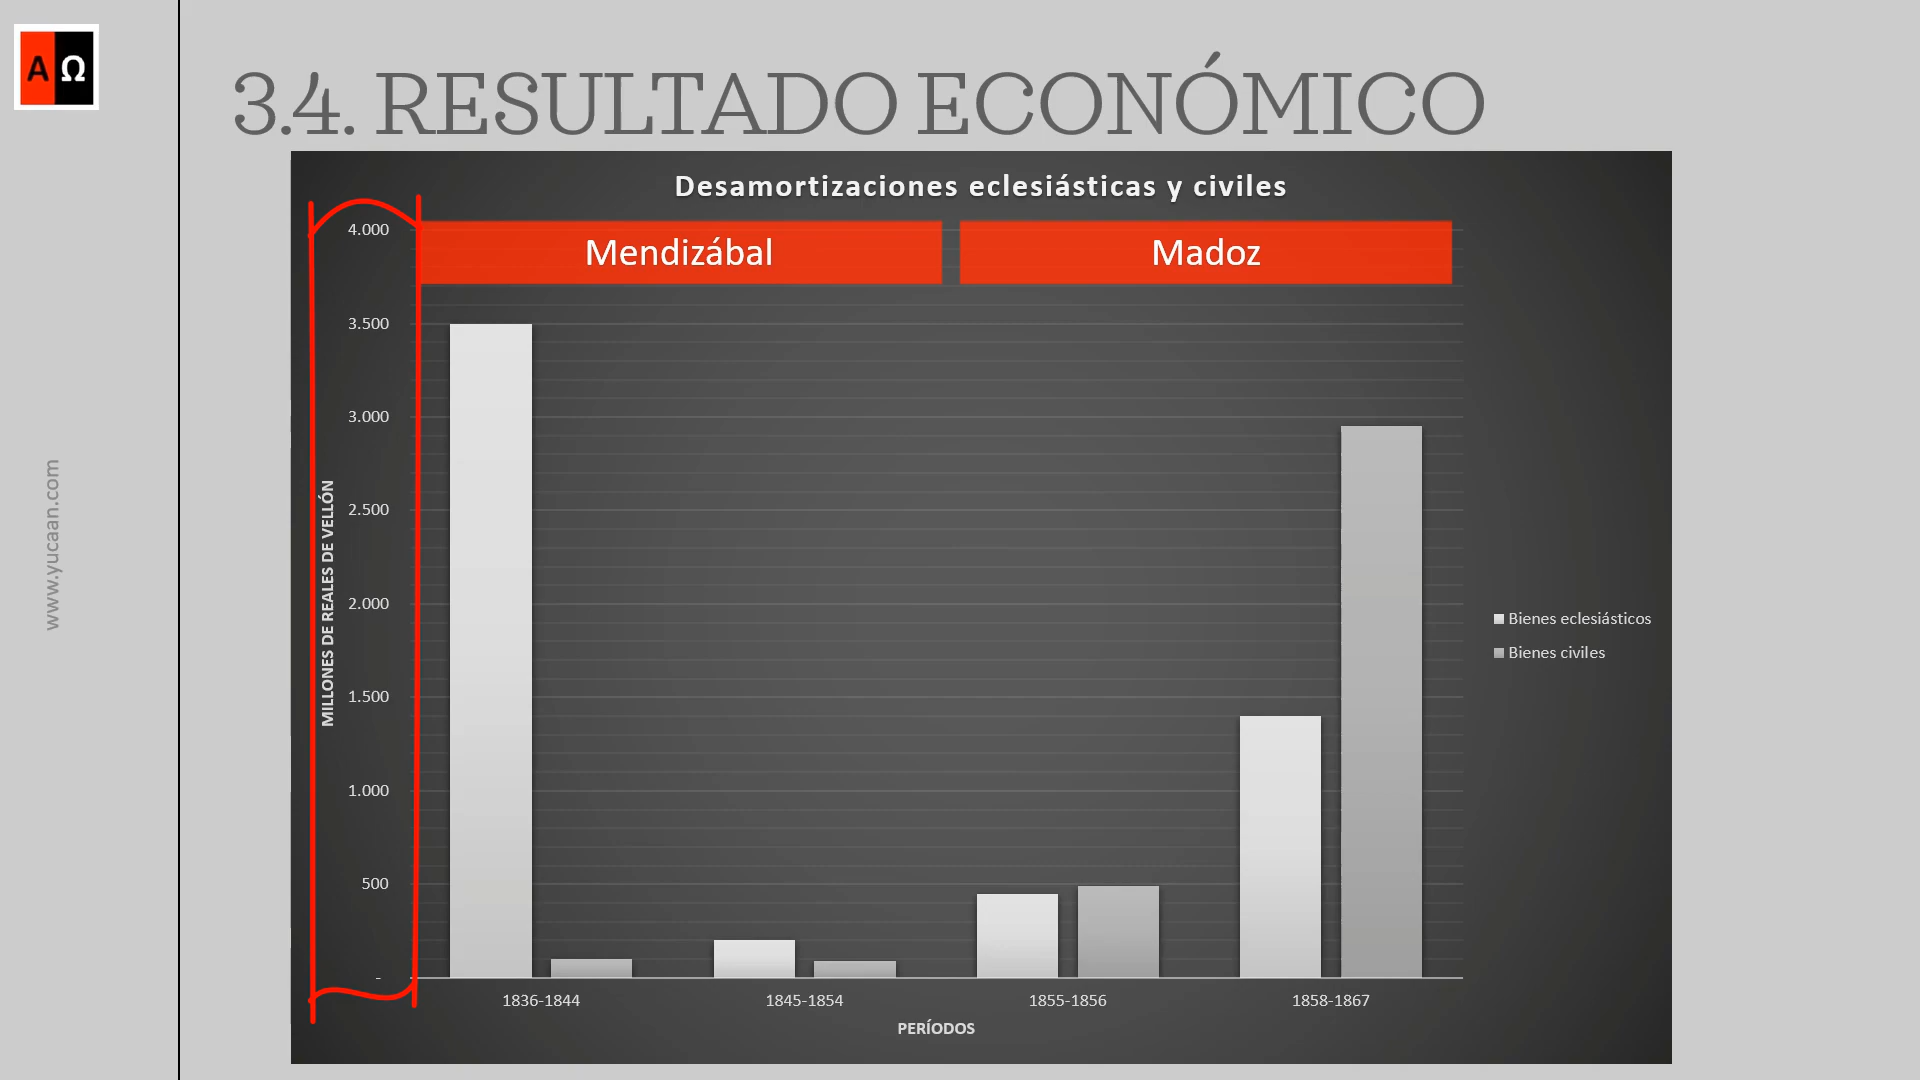 A Ω
3.4. RESULTADO ECONÓMICO
Desamortizaciones eclesiásticas y civiles
Mendizábal
Madoz
4.000
3.500
3.000
2.500
2.000
1.500
1.000
500
-
MILLONES DE REALES DE VELLÓN
1836-1844
1845-1854
1855-1856
1858-1867
PERÍODOS
Bienes eclesiásticos
Bienes civiles
www.yucaan.com